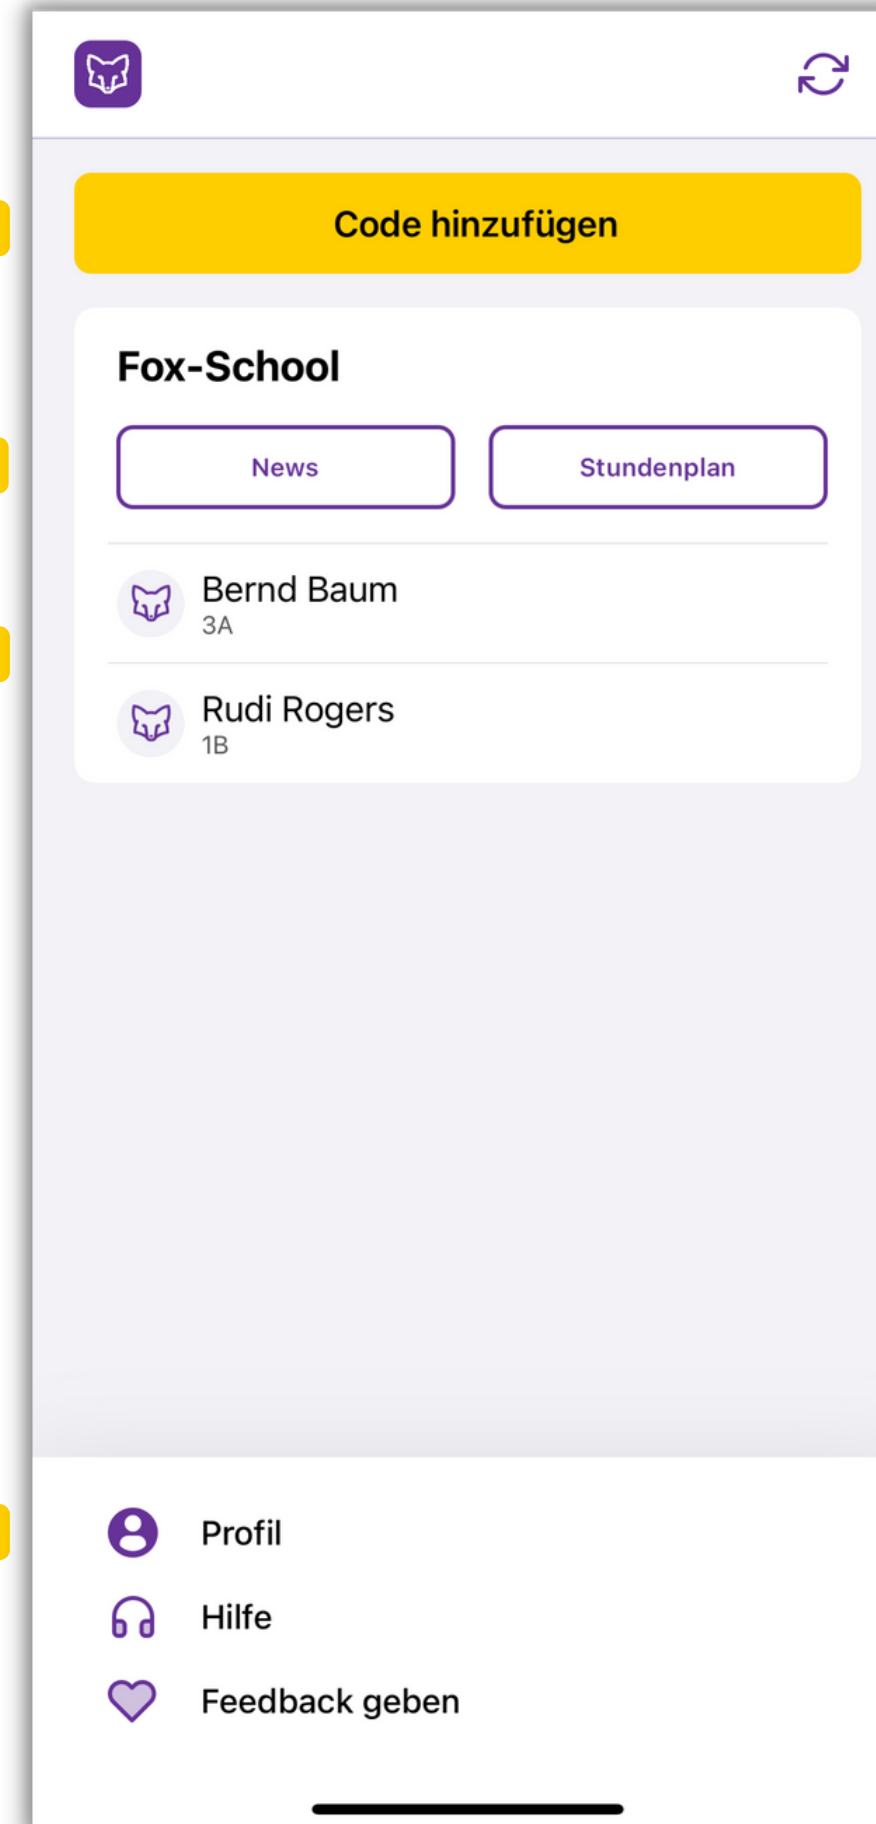 Code hinzufügen
Fox-School
News
Stundenplan
Bernd Baum
3A
Rudi Rogers
1B
Profil
Hilfe
Feedback geben